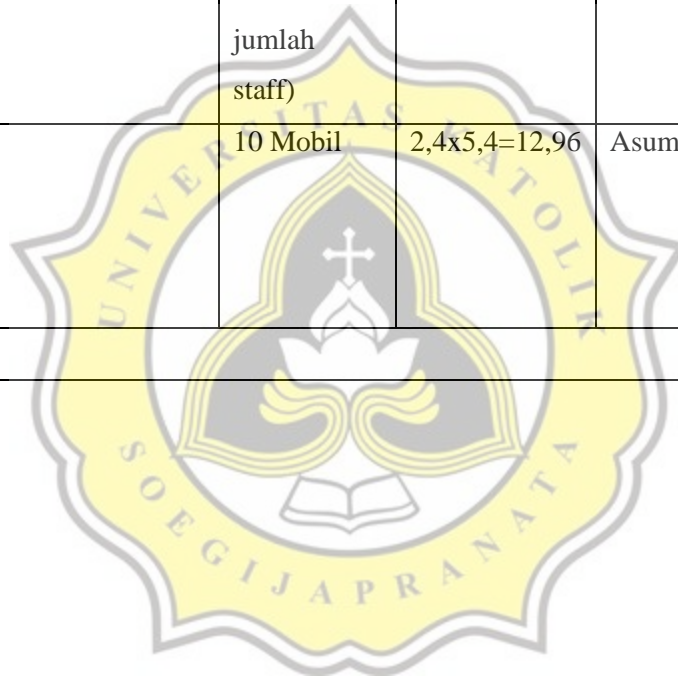 jumlah
staff)
10 Mobil 2,4x5,4=12,96 Asum
UNIVERSITAS KATOLIK
SOEGIJAPRANATA